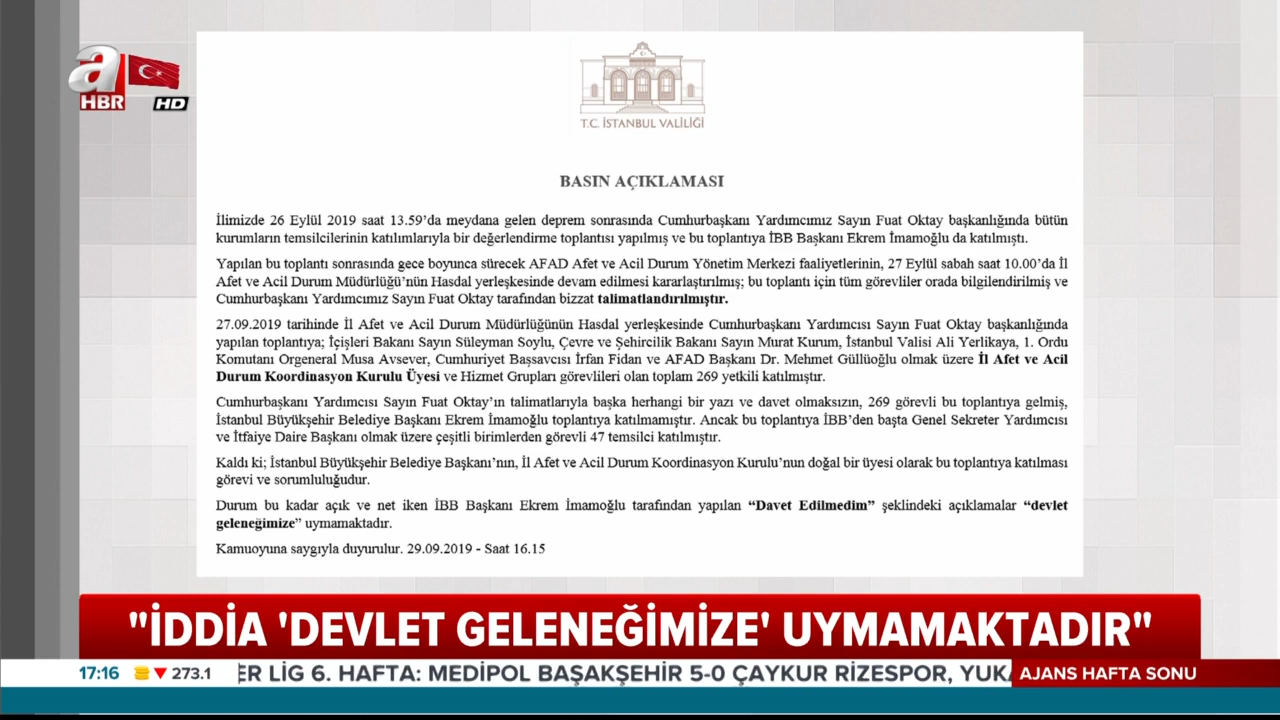 a
HBR
HD
T.C. İSTANBUL VALİLİĞİ
BASIN AÇIKLAMASI
İlimizde 26 Eylül 2019 saat 13.59’da meydana gelen deprem sonrasında Cumhurbaşkanı Yardımcımız Sayın Fuat Oktay başkanlığında bütün
kurumların temsilcilerinin katılımlarıyla bir değerlendirme toplantısı yapılmış ve bu toplantıya İBB Başkanı Ekrem İmamoğlu da katılmıştı.
Yapılan bu toplantı sonrasında gece boyunca sürecek AFAD Afet ve Acil Durum Yönetim Merkezi faaliyetlerinin, 27 Eylül sabah saat 10.00’da İl
Afet ve Acil Durum Müdürlüğü’nün Hasdal yerleşkesinde devam edilmesi kararlaştırılmış; bu toplantı için tüm görevliler orada bilgilendirilmiş ve
Cumhurbaşkanı Yardımcımız Sayın Fuat Oktay tarafından bizzat talimatlandırılmıştır.
27.09.2019 tarihinde İl Afet ve Acil Durum Müdürlüğünün Hasdal yerleşkesinde Cumhurbaşkanı Yardımcısı Sayın Fuat Oktay başkanlığında
yapılan toplantıya; İçişleri Bakanı Sayın Süleyman Soylu, Çevre ve Şehircilik Bakanı Sayın Murat Kurum, İstanbul Valisi Ali Yerlikaya, 1. Ordu
Komutanı Orgeneral Musa Avsever, Cumhuriyet Başsavcısı İrfan Fidan ve AFAD Başkanı Dr. Mehmet Güllüoğlu olmak üzere İl Afet ve Acil
Durum Koordinasyon Kurulu Üyesi ve Hizmet Grupları görevlileri olan toplam 269 yetkili katılmıştır.
Cumhurbaşkanı Yardımcısı Sayın Fuat Oktay’ın talimatlarıyla başka herhangi bir yazı ve davet olmaksızın, 269 görevli bu toplantıya gelmiş,
İstanbul Büyükşehir Belediye Başkanı Ekrem İmamoğlu toplantıya katılmamıştır. Ancak bu toplantıya İBB’den başta Genel Sekreter Yardımcısı
ve İtfaiye Daire Başkanı olmak üzere çeşitli birimlerden görevli 47 temsilci katılmıştır.
Kaldı ki; İstanbul Büyükşehir Belediye Başkanı’nın, İl Afet ve Acil Durum Koordinasyon Kurulu’nun doğal bir üyesi olarak bu toplantıya katılması
görevi ve sorumluluğudur.
Durum bu kadar açık ve net iken İBB Başkanı Ekrem İmamoğlu tarafından yapılan “Davet Edilmedim” şeklindeki açıklamalar “devlet
geleneğimize” uymamaktadır.
Kamuoyuna saygıyla duyurulur. 29.09.2019 - Saat 16.15
"İDDİA 'DEVLET GELENEĞİMİZE' UYMAMAKTADIR"
17:16 273.1 ER LİG 6. HAFTA: MEDIPOL BAŞAKŞEHİR 5-0 ÇAYKUR RİZESPOR, YUKA
AJANS HAFTA SONU